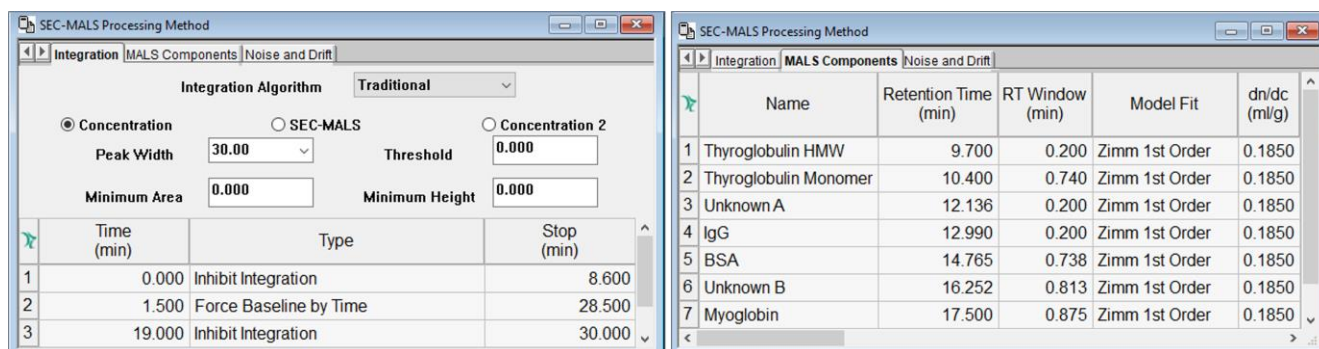 SEC-MALS Processing Method
Integration MALS Components Noise and Drift
Integration Algorithm Traditional
Concentration SEC-MALS Concentration 2
Peak Width 30.00 Threshold 0.000
Minimum Area 0.000 Minimum Height 0.000
Time (min) Type Stop (min)
1 0.000 Inhibit Integration 8.600
2 1.500 Force Baseline by Time 28.500
3 19.000 Inhibit Integration 30.000
SEC-MALS Processing Method
Integration MALS Components Noise and Drift
Name Retention Time (min) RT Window (min) Model Fit dn/dc (ml/g)
1 Thyroglobulin HMW 9.700 0.200 Zimm 1st Order 0.1850
2 Thyroglobulin Monomer 10.400 0.740 Zimm 1st Order 0.1850
3 Unknown A 12.136 0.200 Zimm 1st Order 0.1850
4 IgG 12.990 0.200 Zimm 1st Order 0.1850
5 BSA 14.765 0.738 Zimm 1st Order 0.1850
6 Unknown B 16.252 0.813 Zimm 1st Order 0.1850
7 Myoglobin 17.500 0.875 Zimm 1st Order 0.1850